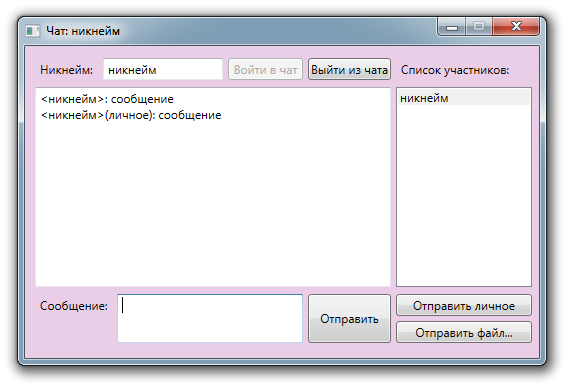 Чат: никнейм
Никнейм: никнейм Войти в чат Выйти из чата Список участников:
<никнейм>: сообщение никнейм
<никнейм>(личное): сообщение
Сообщение: Отправить Отправить личное
Отправить файл...